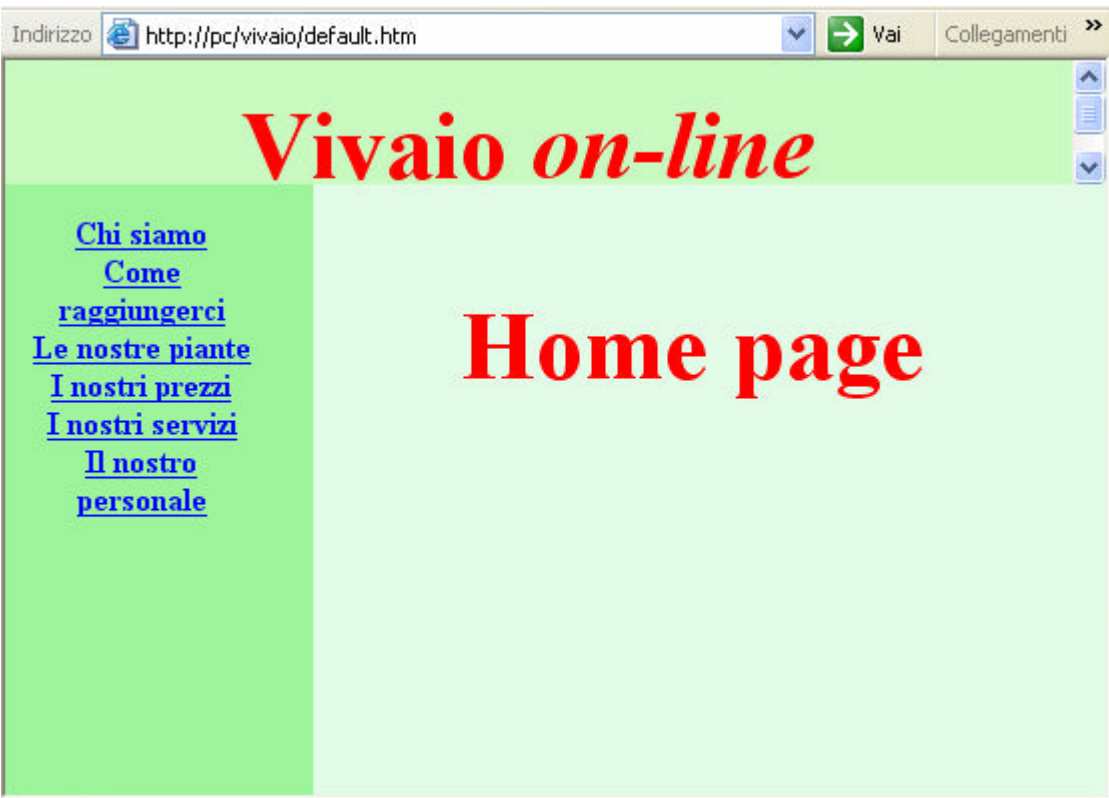 Indirizzo http://pc/vivaio/default.htm Vai Collegamenti »
Vivaio on-line
Chi siamo
Come
raggiungerci
Le nostre piante
I nostri prezzi
I nostri servizi
Il nostro
personale
Home page